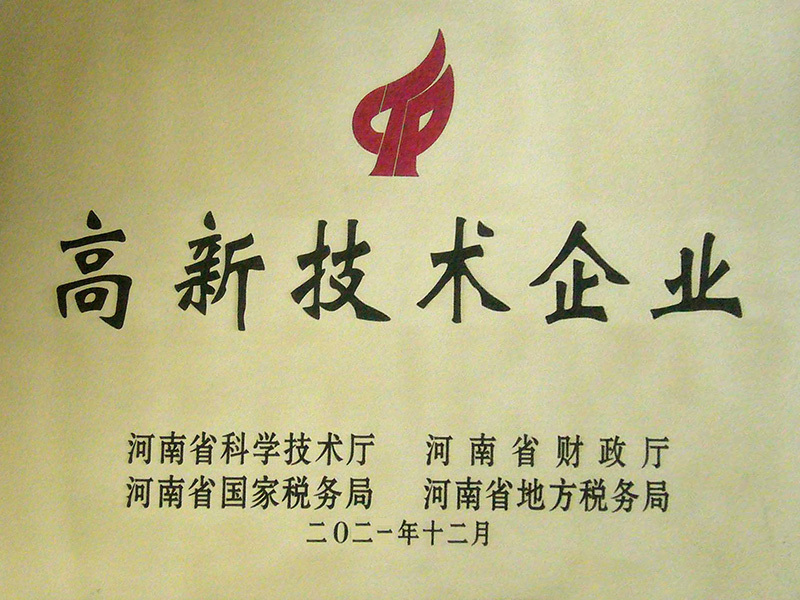 高新技术企业
河南省科学技术厅 河南省财政厅
河南省国家税务局 河南省地方税务局
二〇二一年十二月